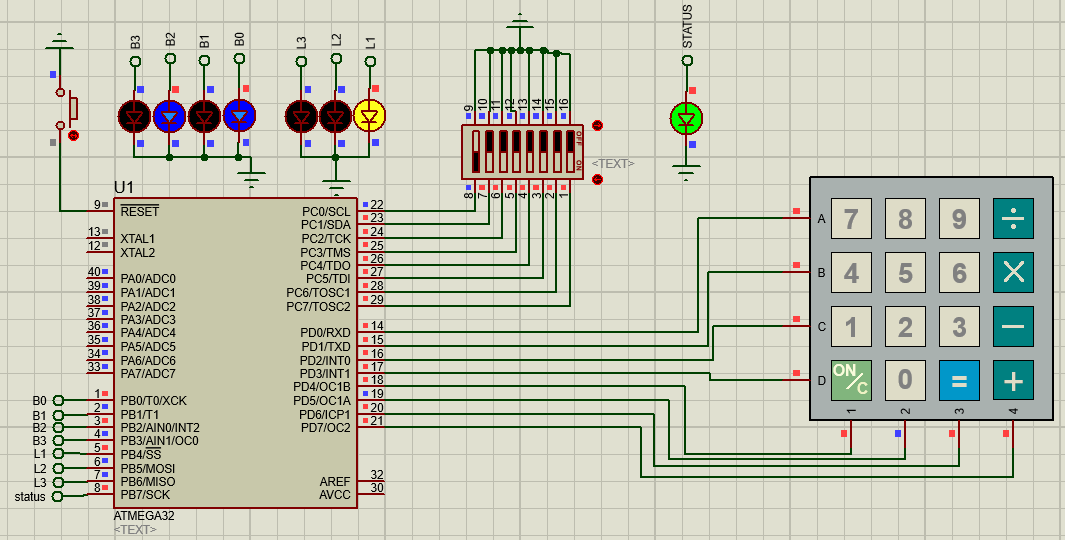 B3 B2 B1 B0 L3 L2 L1 STATUS
9 10 11 12 13 14 15 16
OFF
ON
<TEXT>
8 7 6 5 4 3 2 1
U1
9 RESET
13 XTAL1
12 XTAL2
40 PA0/ADC0
39 PA1/ADC1
38 PA2/ADC2
37 PA3/ADC3
36 PA4/ADC4
35 PA5/ADC5
34 PA6/ADC6
33 PA7/ADC7
B0 1 PB0/T0/XCK
B1 2 PB1/T1
B2 3 PB2/AIN0/INT2
B3 4 PB3/AIN1/OC0
L1 5 PB4/SS
L2 6 PB5/MOSI
L3 7 PB6/MISO
status 8 PB7/SCK
PC0/SCL 22
PC1/SDA 23
PC2/TCK 24
PC3/TMS 25
PC4/TDO 26
PC5/TDI 27
PC6/TOSC1 28
PC7/TOSC2 29
PD0/RXD 14
PD1/TXD 15
PD2/INT0 16
PD3/INT1 17
PD4/OC1B 18
PD5/OC1A 19
PD6/ICP1 20
PD7/OC2 21
AREF 32
AVCC 30
ATMEGA32
<TEXT>
A 7 8 9 ÷
B 4 5 6 ×
C 1 2 3 −
D ON/C 0 = +
1 2 3 4